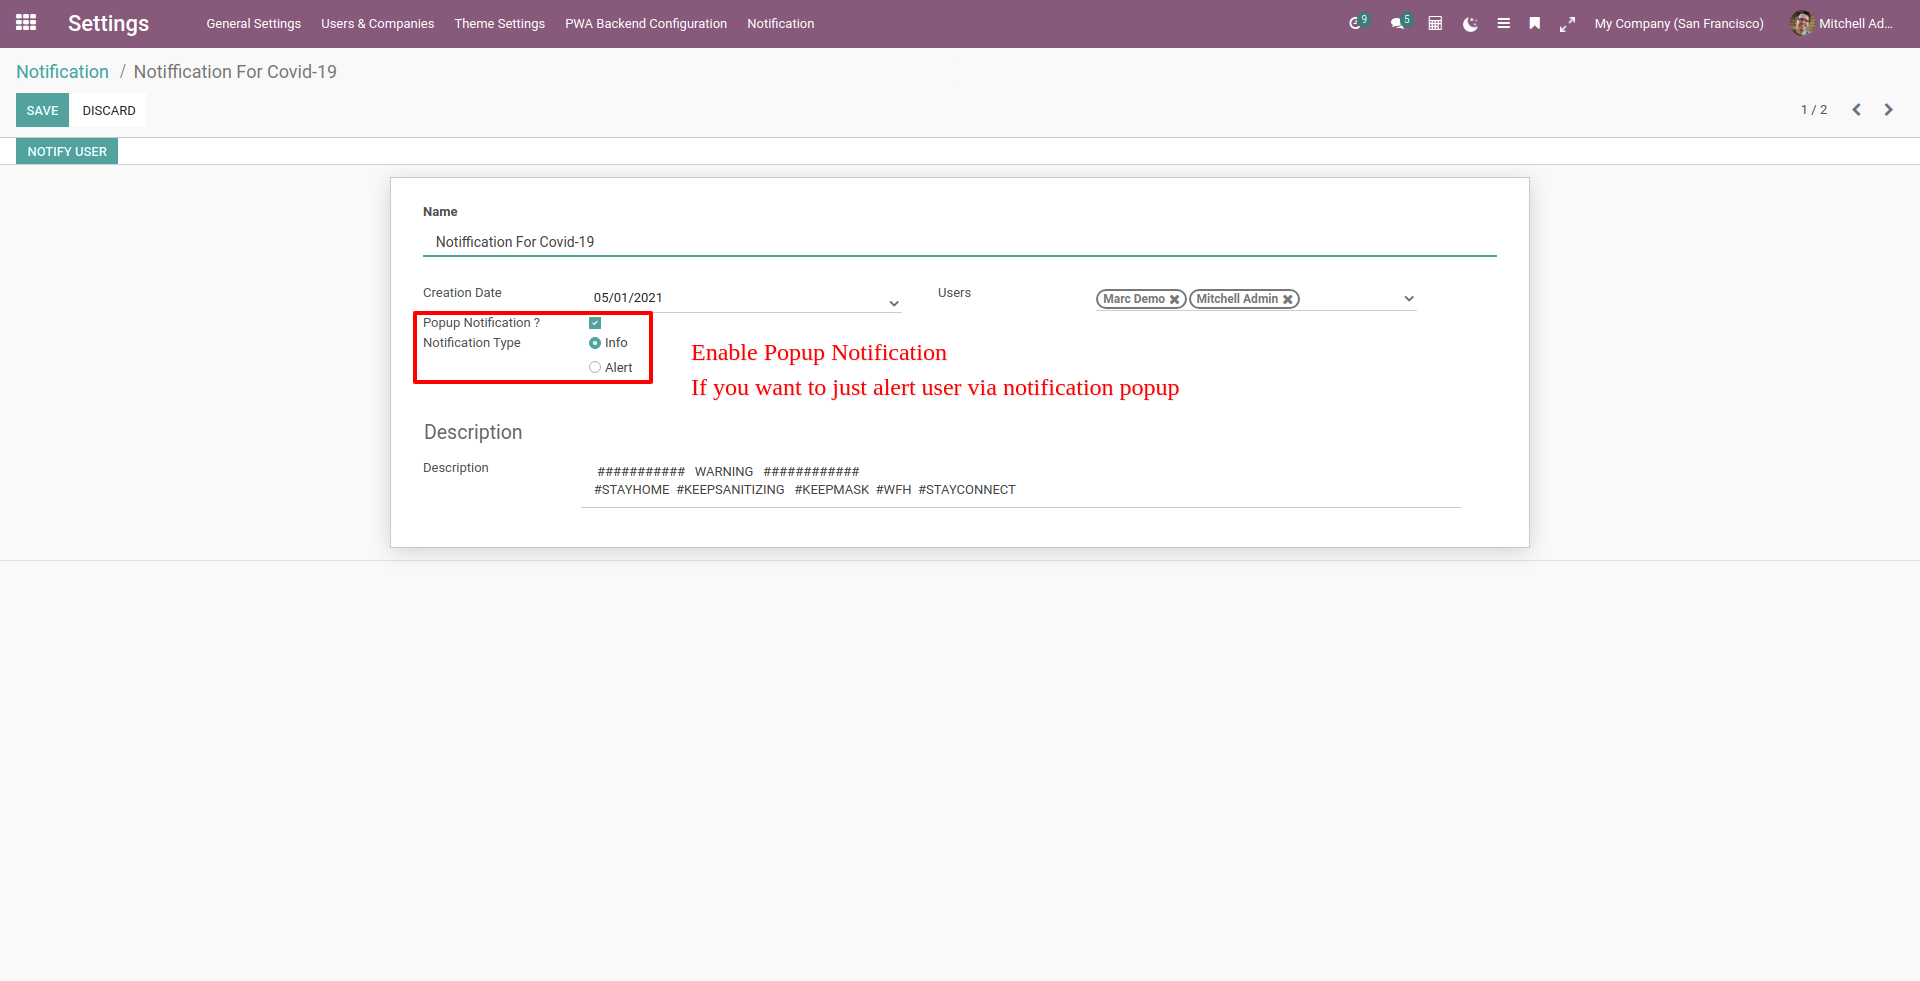 Settings General Settings Users & Companies Theme Settings PWA Backend Configuration Notification 9 5 My Company (San Francisco) Mitchell Ad...
Notification / Notiffication For Covid-19
SAVE DISCARD 1 / 2
NOTIFY USER
Name
Notiffication For Covid-19
Creation Date 05/01/2021 Users Marc Demo Mitchell Admin
Popup Notification ?
Notification Type Info
Alert
Enable Popup Notification
If you want to just alert user via notification popup
Description
Description ########### WARNING ############
#STAYHOME #KEEPSANITIZING #KEEPMASK #WFH #STAYCONNECT